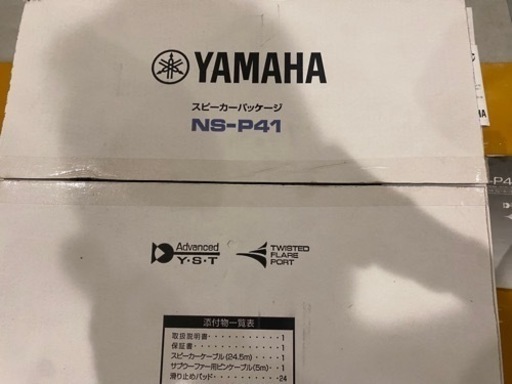 YAMAHA
スピーカーパッケージ
NS-P41
Advanced
Y·S·T
TWISTED
FLARE
PORT
添付物一覧表
取扱説明書 · · · · · · · · · · · · 1
保証書 · · · · · · · · · · · · · · 1
スピーカーケーブル(24.5m) · · · 1
サブウーファー用ピンケーブル(5m) · · 1
滑り止めパッド · · · · · · · · · 24
-P4